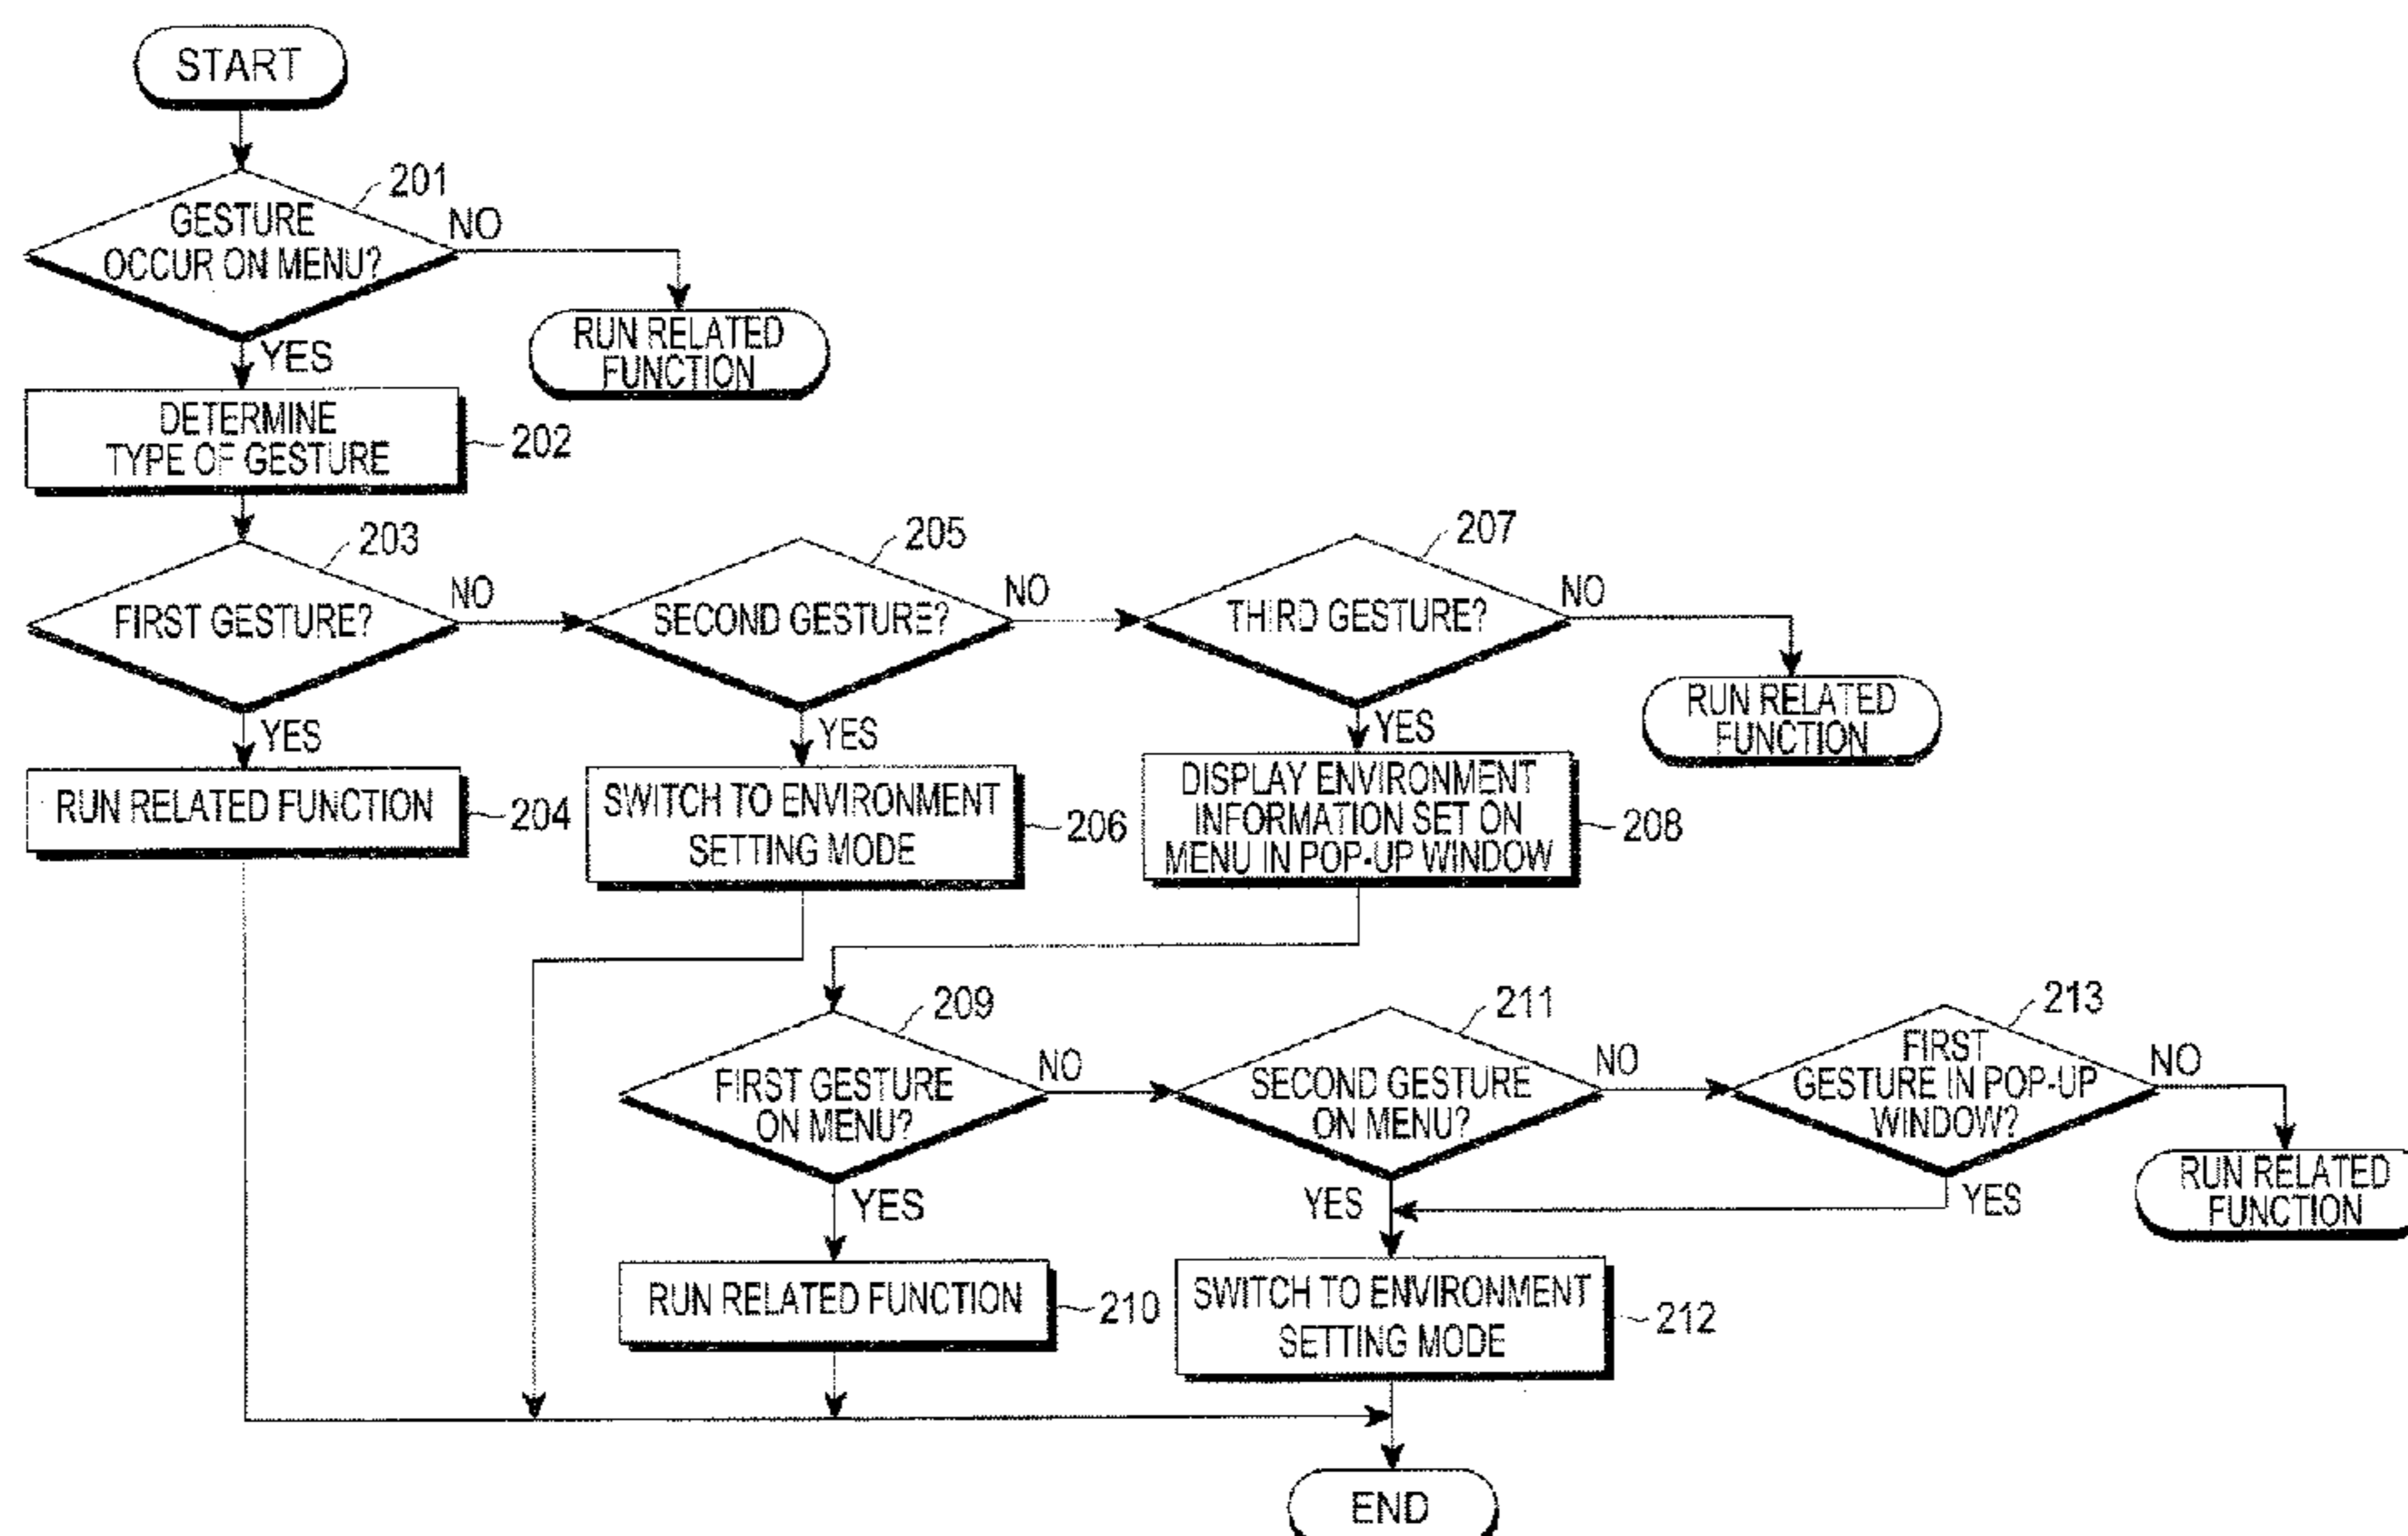 START
201
GESTURE
OCCUR ON MENU?
NO
RUN RELATED
FUNCTION
YES
DETERMINE
TYPE OF GESTURE
202
203
FIRST GESTURE?
NO
205
SECOND GESTURE?
NO
207
THIRD GESTURE?
NO
RUN RELATED
FUNCTION
YES
RUN RELATED FUNCTION
204
YES
SWITCH TO ENVIRONMENT
SETTING MODE
206
YES
DISPLAY ENVIRONMENT
INFORMATION SET ON
MENU IN POP-UP WINDOW
208
209
FIRST GESTURE
ON MENU?
NO
211
SECOND GESTURE
ON MENU?
NO
213
FIRST
GESTURE IN POP-UP
WINDOW?
NO
RUN RELATED
FUNCTION
YES
RUN RELATED FUNCTION
210
YES
YES
SWITCH TO ENVIRONMENT
SETTING MODE
212
END